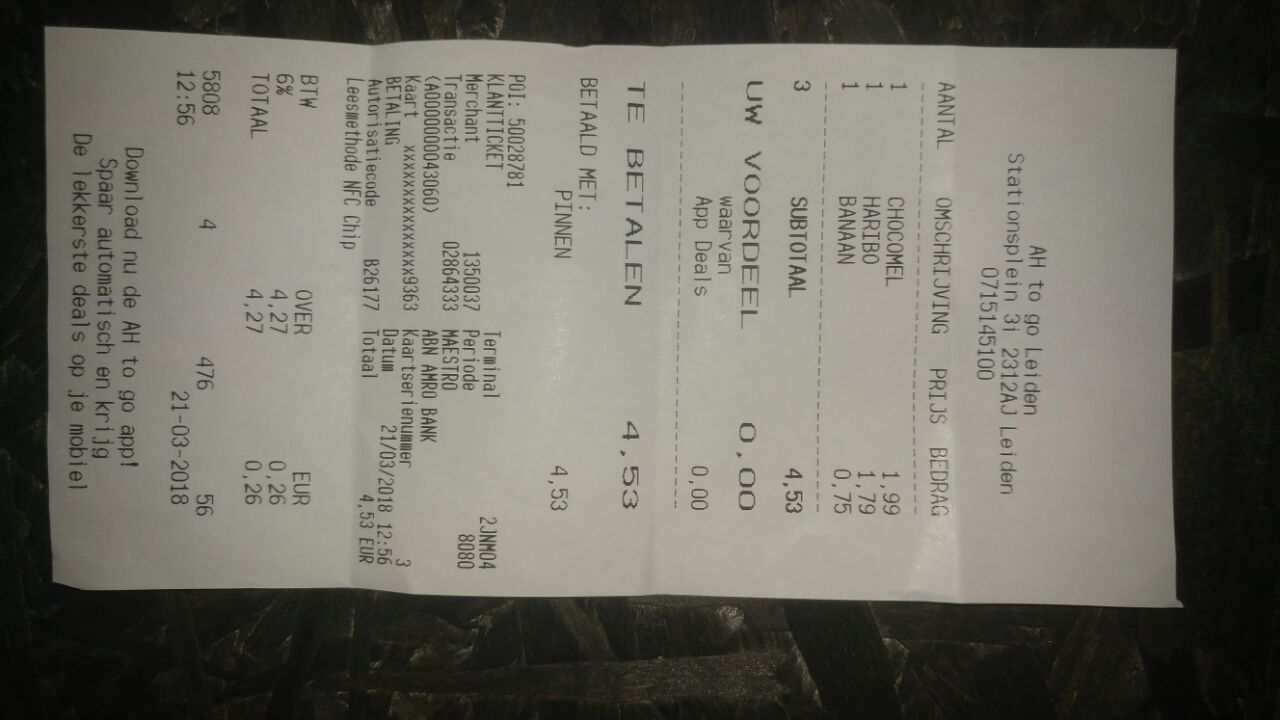 AH to go Leiden
Stationsplein 3i 2312AJ Leiden
0715145100
AANTAL OMSCHRIJVING PRIJS BEDRAG
1 CHOCOMEL 1,99
1 HARIBO 1,79
1 BANAAN 0,75
3 SUBTOTAAL 4,53
UW VOORDEEL 0,00
waarvan
App Deals 0,00
TE BETALEN 4,53
BETAALD MET:
PINNEN 4,53
POI: 50028781
KLANTTICKET Terminal 2JNM04
Merchant 1350037 Periode 8080
Transactie 02864333 MAESTRO
(A0000000043060) ABN AMRO BANK
Kaart xxxxxxxxxxxxxxx9363 Kaartserienummer 3
BETALING Datum 21/03/2018 12:56
Autorisatiecode B26177 Totaal 4,53 EUR
Leesmethode NFC Chip
BTW OVER EUR
6% 4,27 0,26
TOTAAL 4,27 0,26
5808 4 476 56
12:56 21-03-2018
Download nu de AH to go app!
Spaar automatisch en krijg
De lekkerste deals op je mobiel